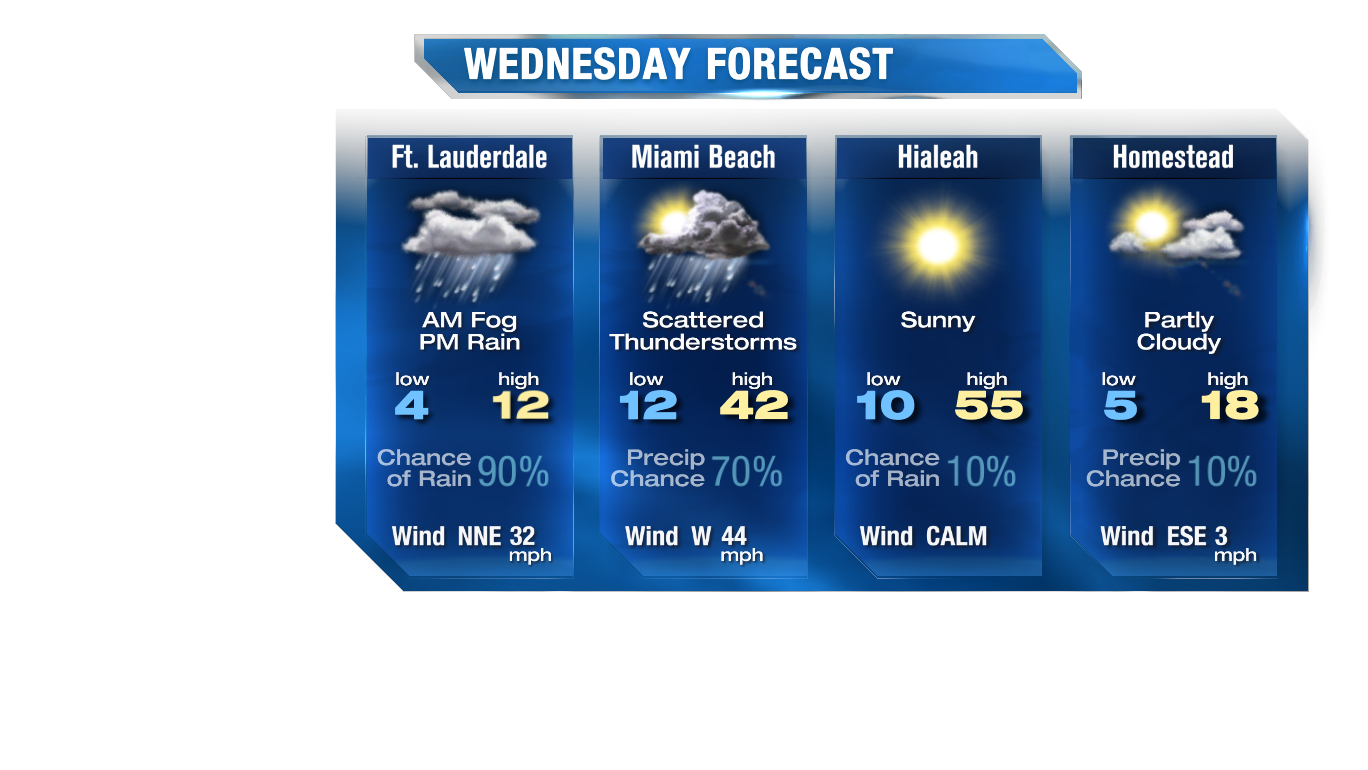 WEDNESDAY FORECAST
Ft. Lauderdale
AM Fog
PM Rain
low high
4 12
Chance
of Rain 90%
Wind NNE 32
mph
Miami Beach
Scattered
Thunderstorms
low high
12 42
Precip
Chance 70%
Wind W 44
mph
Hialeah
Sunny
low high
10 55
Chance
of Rain 10%
Wind CALM
Homestead
Partly
Cloudy
low high
5 18
Precip
Chance 10%
Wind ESE 3
mph